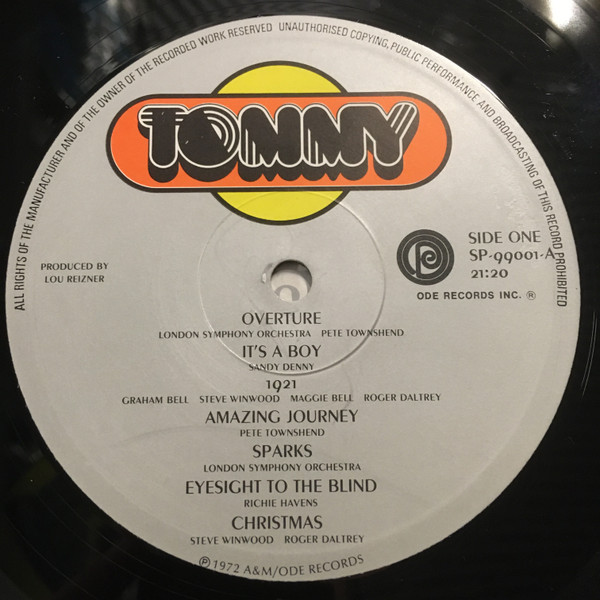 ALL RIGHTS OF THE MANUFACTURER AND OF THE OWNER OF THE RECORDED WORK RESERVED UNAUTHORISED COPYING, PUBLIC PERFORMANCE AND BROADCASTING OF THIS RECORD PROHIBITED
TOMMY
PRODUCED BY
LOU REIZNER
SIDE ONE
SP-99001-A
21:20
ODE RECORDS INC. ®
OVERTURE
LONDON SYMPHONY ORCHESTRA PETE TOWNSHEND
IT'S A BOY
SANDY DENNY
1921
GRAHAM BELL STEVE WINWOOD MAGGIE BELL ROGER DALTREY
AMAZING JOURNEY
PETE TOWNSHEND
SPARKS
LONDON SYMPHONY ORCHESTRA
EYESIGHT TO THE BLIND
RICHIE HAVENS
CHRISTMAS
STEVE WINWOOD ROGER DALTREY
℗ 1972 A&M/ODE RECORDS